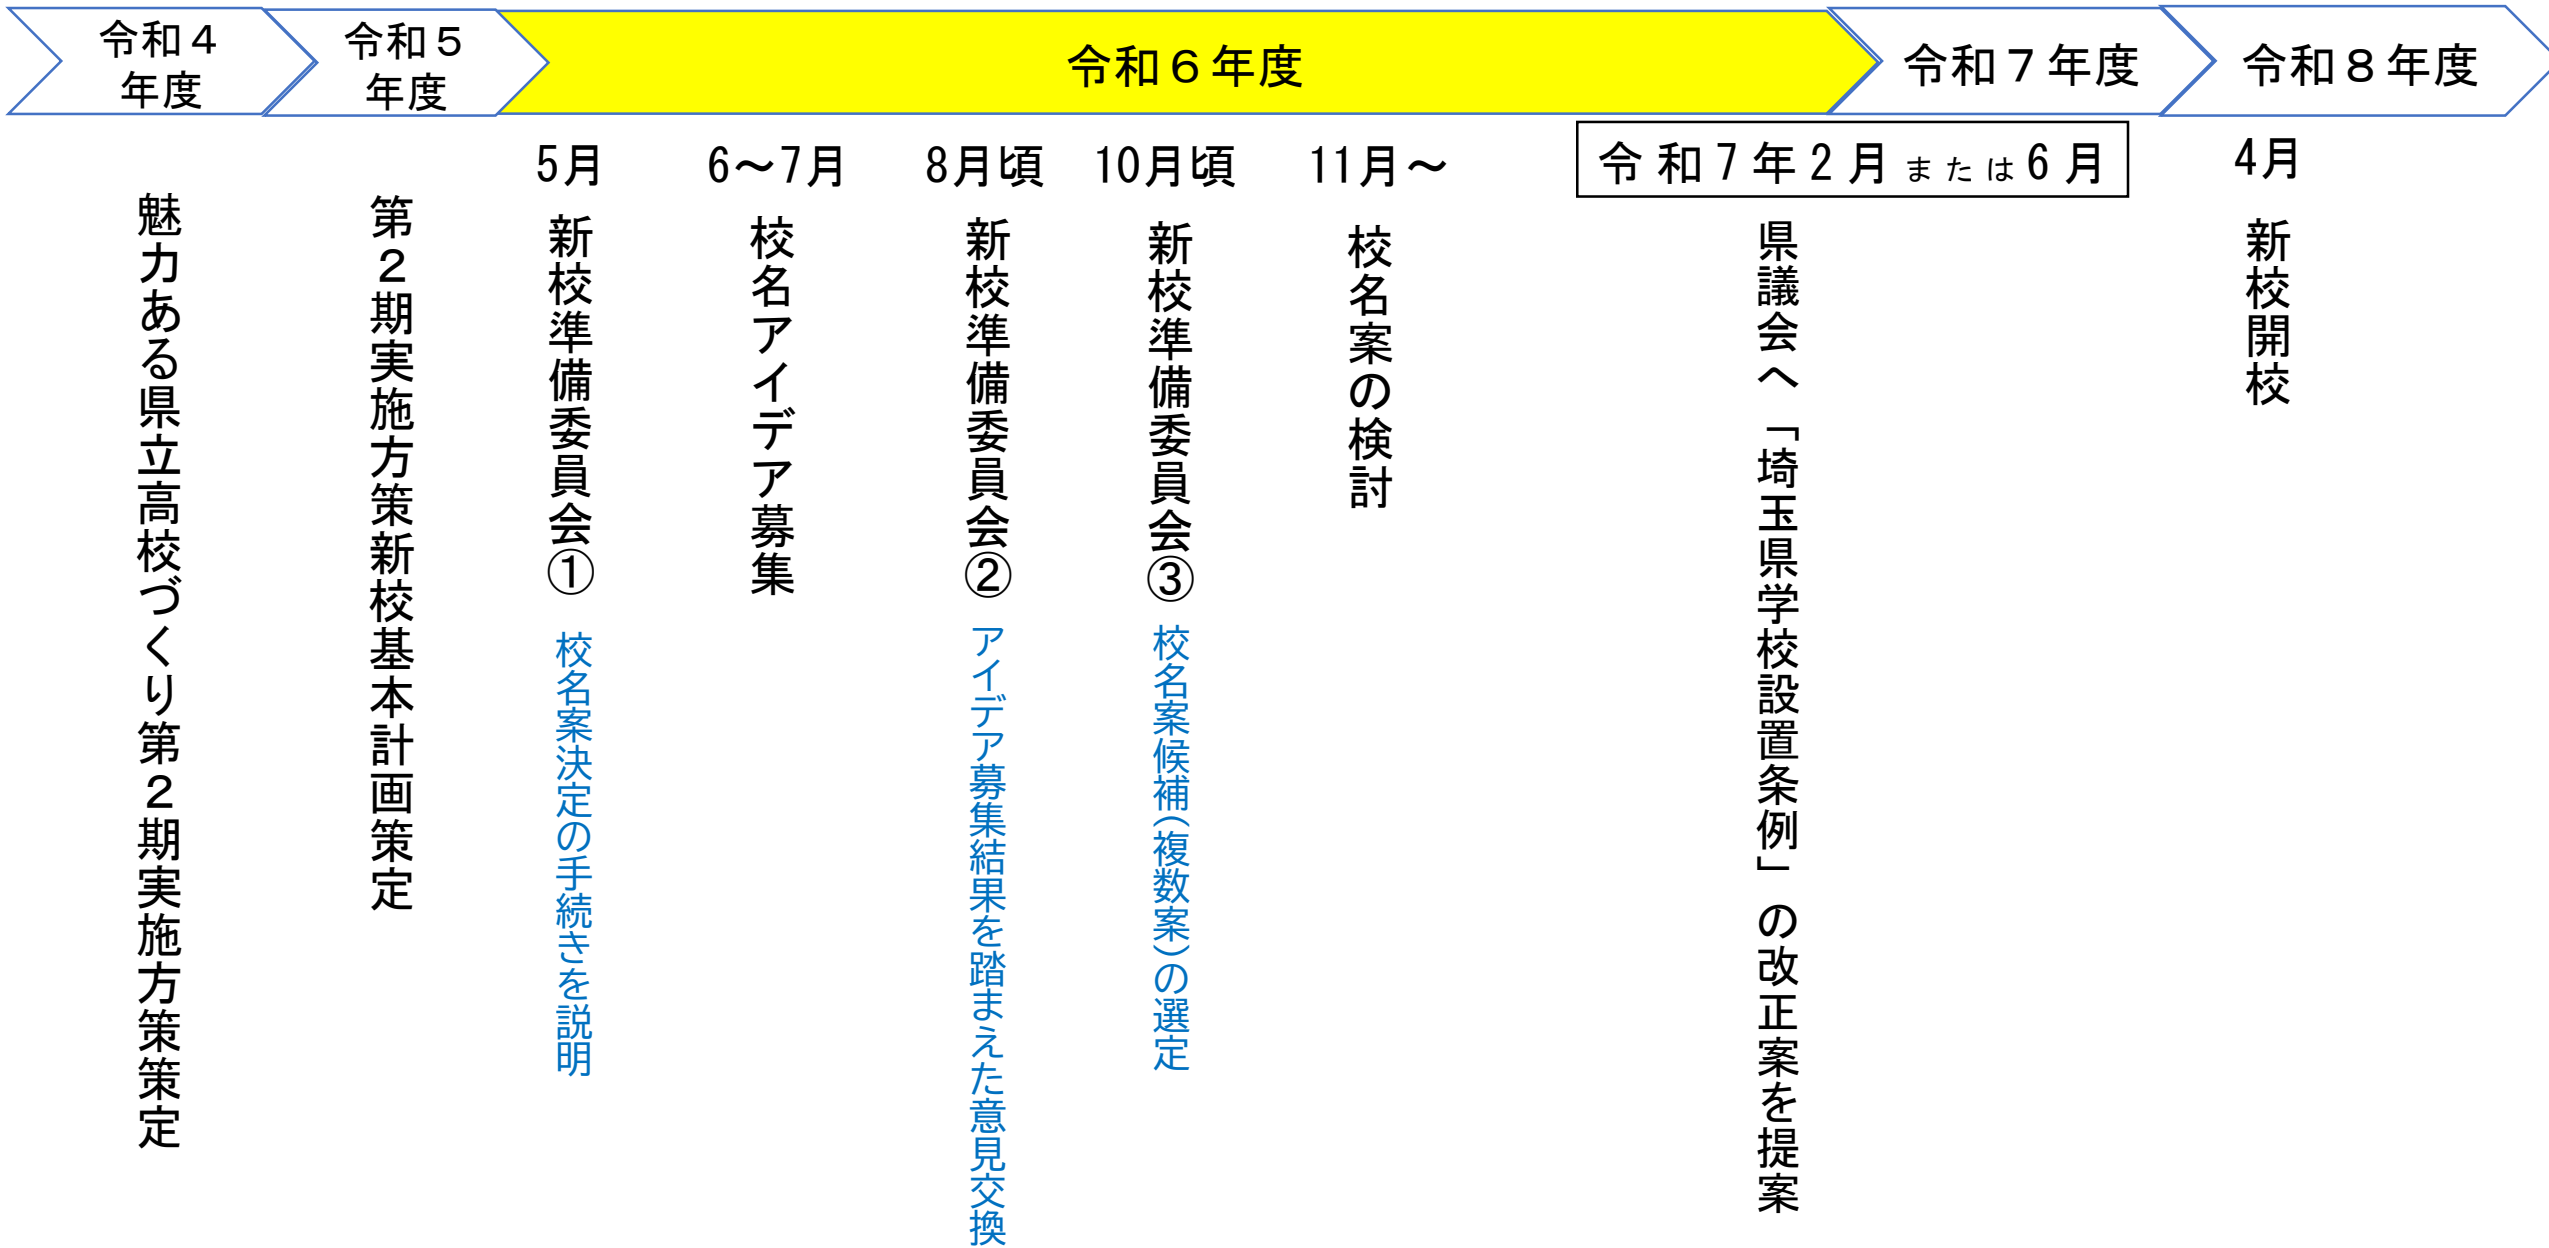 令和４
年度
令和５
年度
令和６年度
令和７年度
令和８年度
魅力ある県立高校づくり第２期実施方策策定
第２期実施方策新校基本計画策定
5月
新校準備委員会①
校名案決定の手続きを説明
6～7月
校名アイデア募集
8月頃
新校準備委員会②
アイデア募集結果を踏まえた意見交換
10月頃
新校準備委員会③
校名案候補(複数案)の選定
11月～
校名案の検討
令和7年2月または6月
県議会へ「埼玉県学校設置条例」の改正案を提案
4月
新校開校